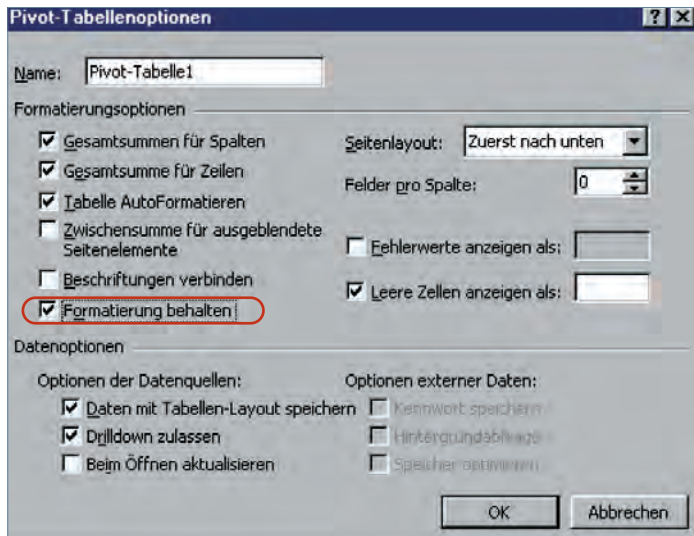 Pivot-Tabellenoptionen
Name: Pivot-Tabelle1
Formatierungsoptionen
Gesamtsummen für Spalten
Gesamtsumme für Zeilen
Tabelle AutoFormatieren
Zwischensumme für ausgeblendete
Seitenelemente
Beschriftungen verbinden
Formatierung behalten
Seitenlayout: Zuerst nach unten
Felder pro Spalte: 0
Fehlerwerte anzeigen als:
Leere Zellen anzeigen als:
Datenoptionen
Optionen der Datenquellen:
Daten mit Tabellen-Layout speichern
Drilldown zulassen
Beim Öffnen aktualisieren
Optionen externer Daten:
Kennwort speichern
Hintergrundabfrage
Speicher optimieren
OK
Abbrechen